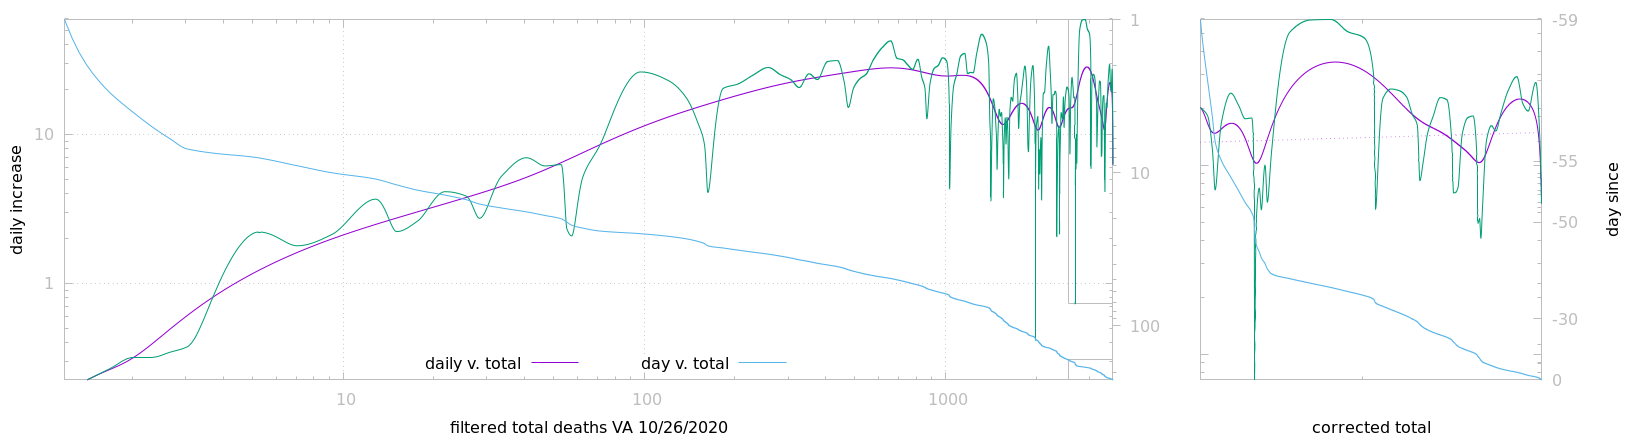 1
-59
10
daily increase
10
-55
-50
day since
1
100
-30
daily v. total
day v. total
0
10
100
1000
filtered total deaths VA 10/26/2020
corrected total